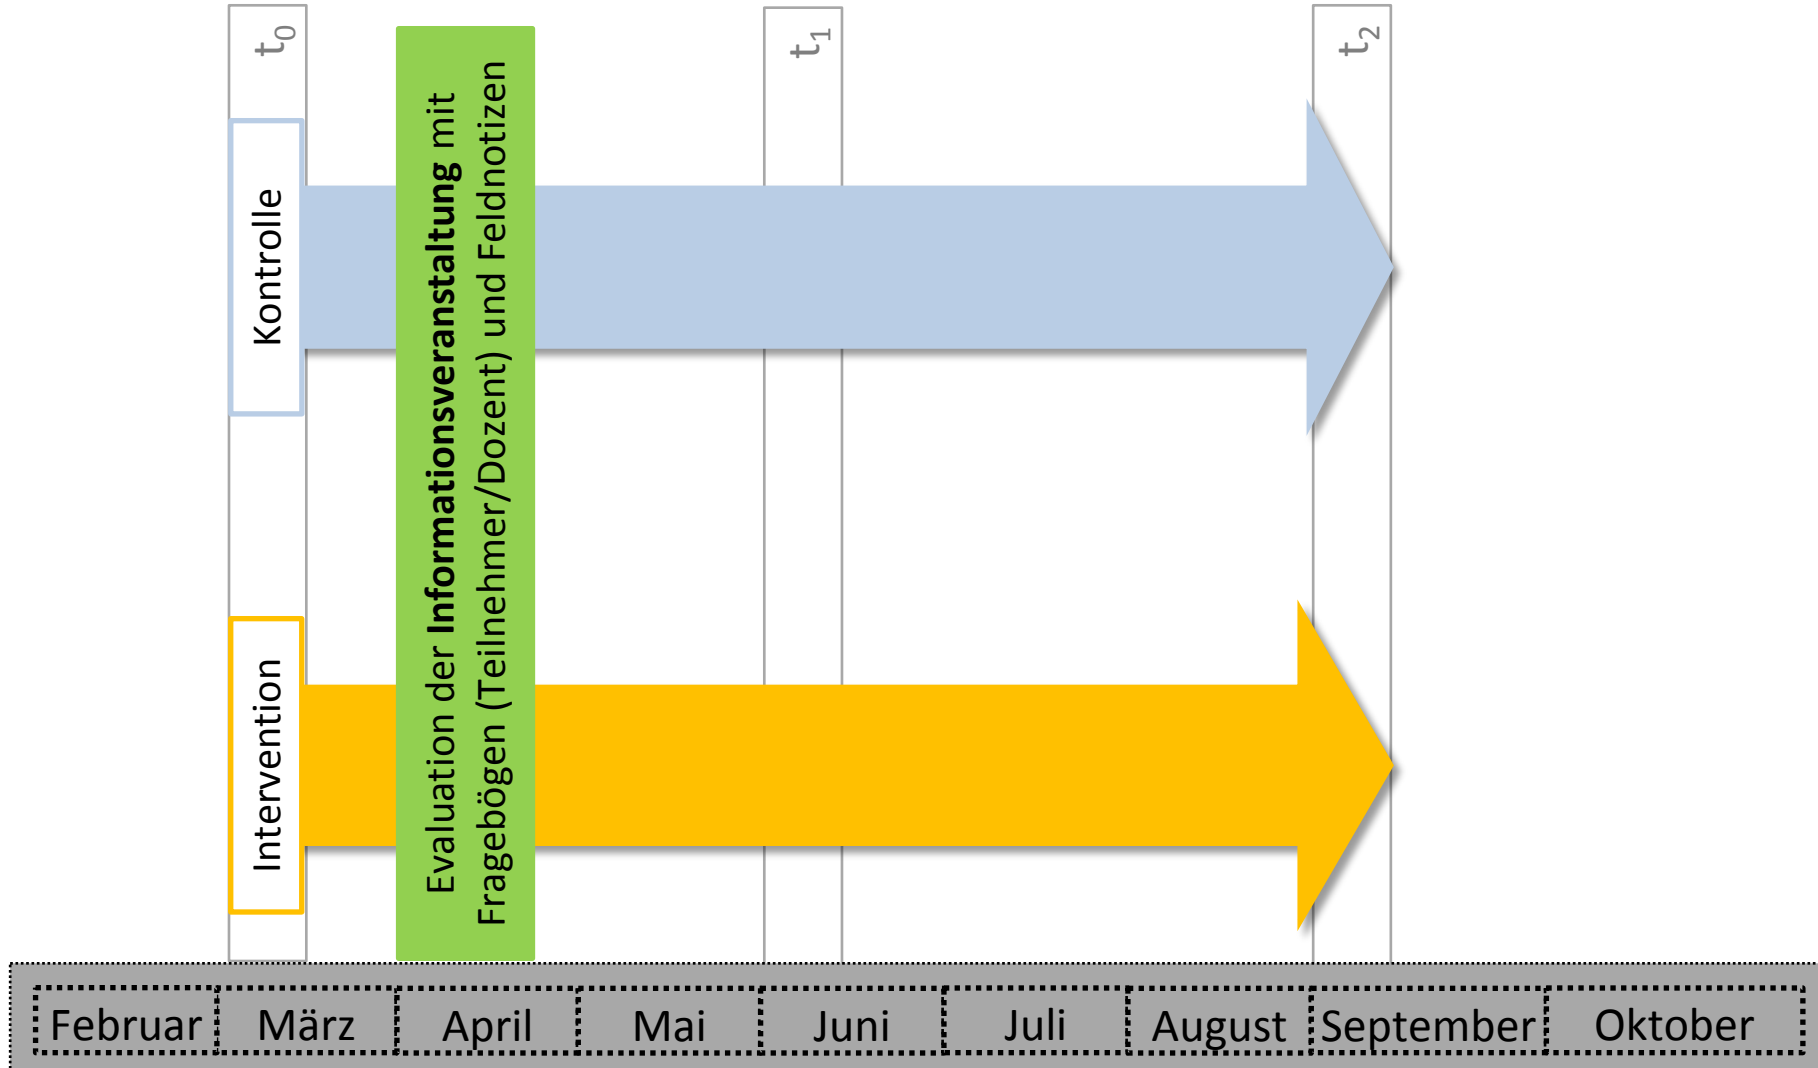 t₀
t₁
t₂
Kontrolle
Evaluation der Informationsveranstaltung mit
Fragebögen (Teilnehmer/Dozent) und Feldnotizen
Intervention
Februar
März
April
Mai
Juni
Juli
August
September
Oktober